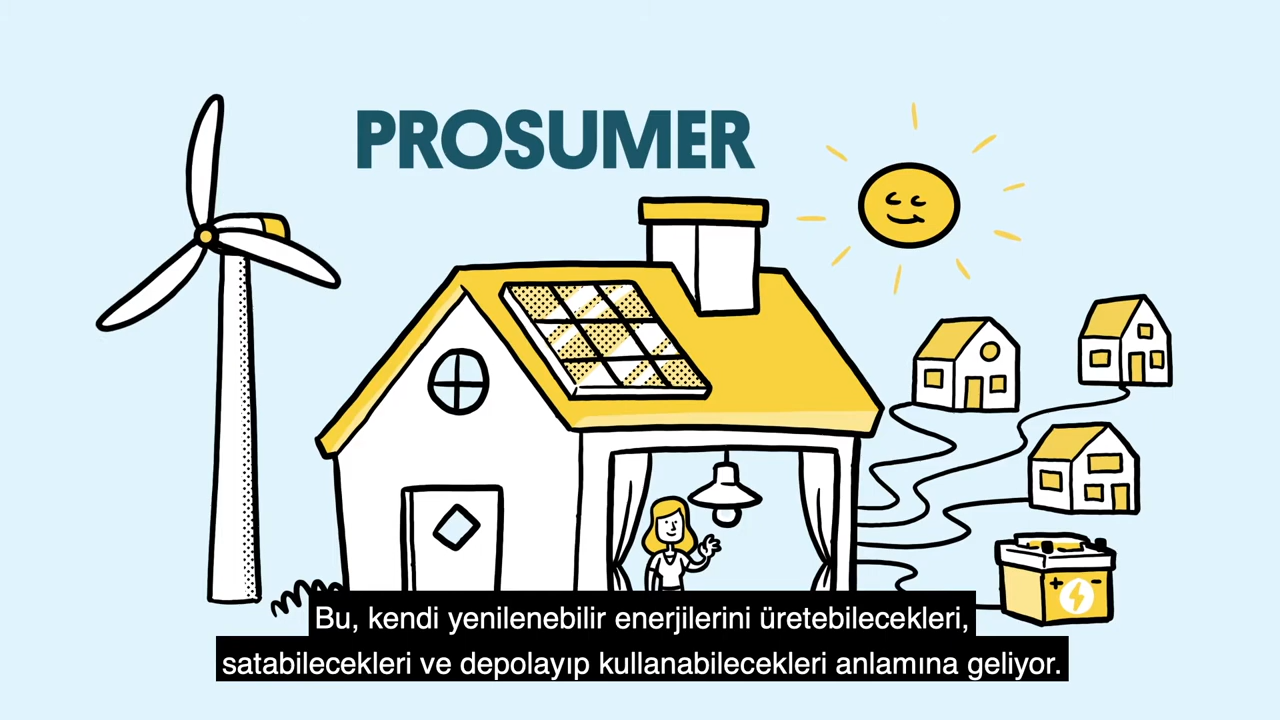 PROSUMER
+ -
Bu, kendi yenilenebilir enerjilerini üretebilecekleri,
satabilecekleri ve depolayıp kullanabilecekleri anlamına geliyor.